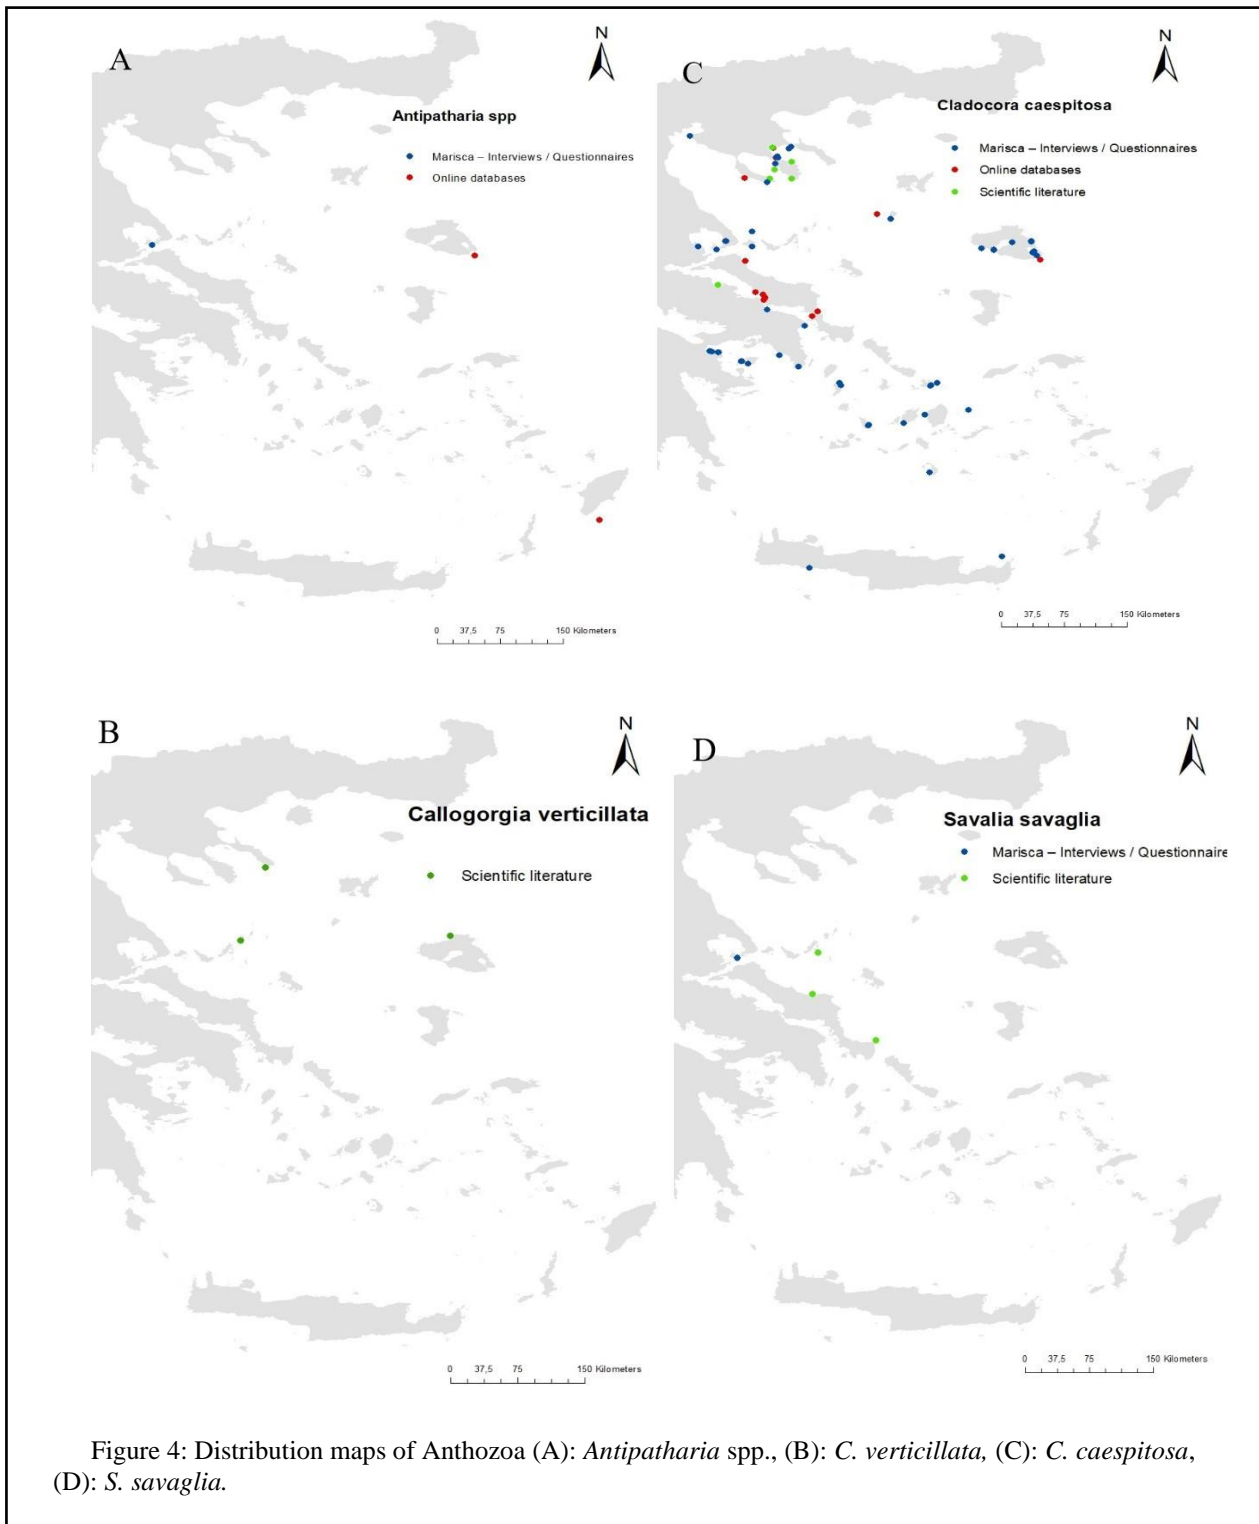 A
N
Antipatharia spp
Marisca – Interviews / Questionnaires
Online databases
0 37,5 75 150 Kilometers
C
N
Cladocora caespitosa
Marisca – Interviews / Questionnaires
Online databases
Scientific literature
0 37,5 75 150 Kilometers
B
N
Callogorgia verticillata
Scientific literature
0 37,5 75 150 Kilometers
D
N
Savalia savaglia
Marisca – Interviews / Questionnaire
Scientific literature
0 37,5 75 150 Kilometers
Figure 4: Distribution maps of Anthozoa (A): Antipatharia spp., (B): C. verticillata, (C): C. caespitosa,
(D): S. savaglia.